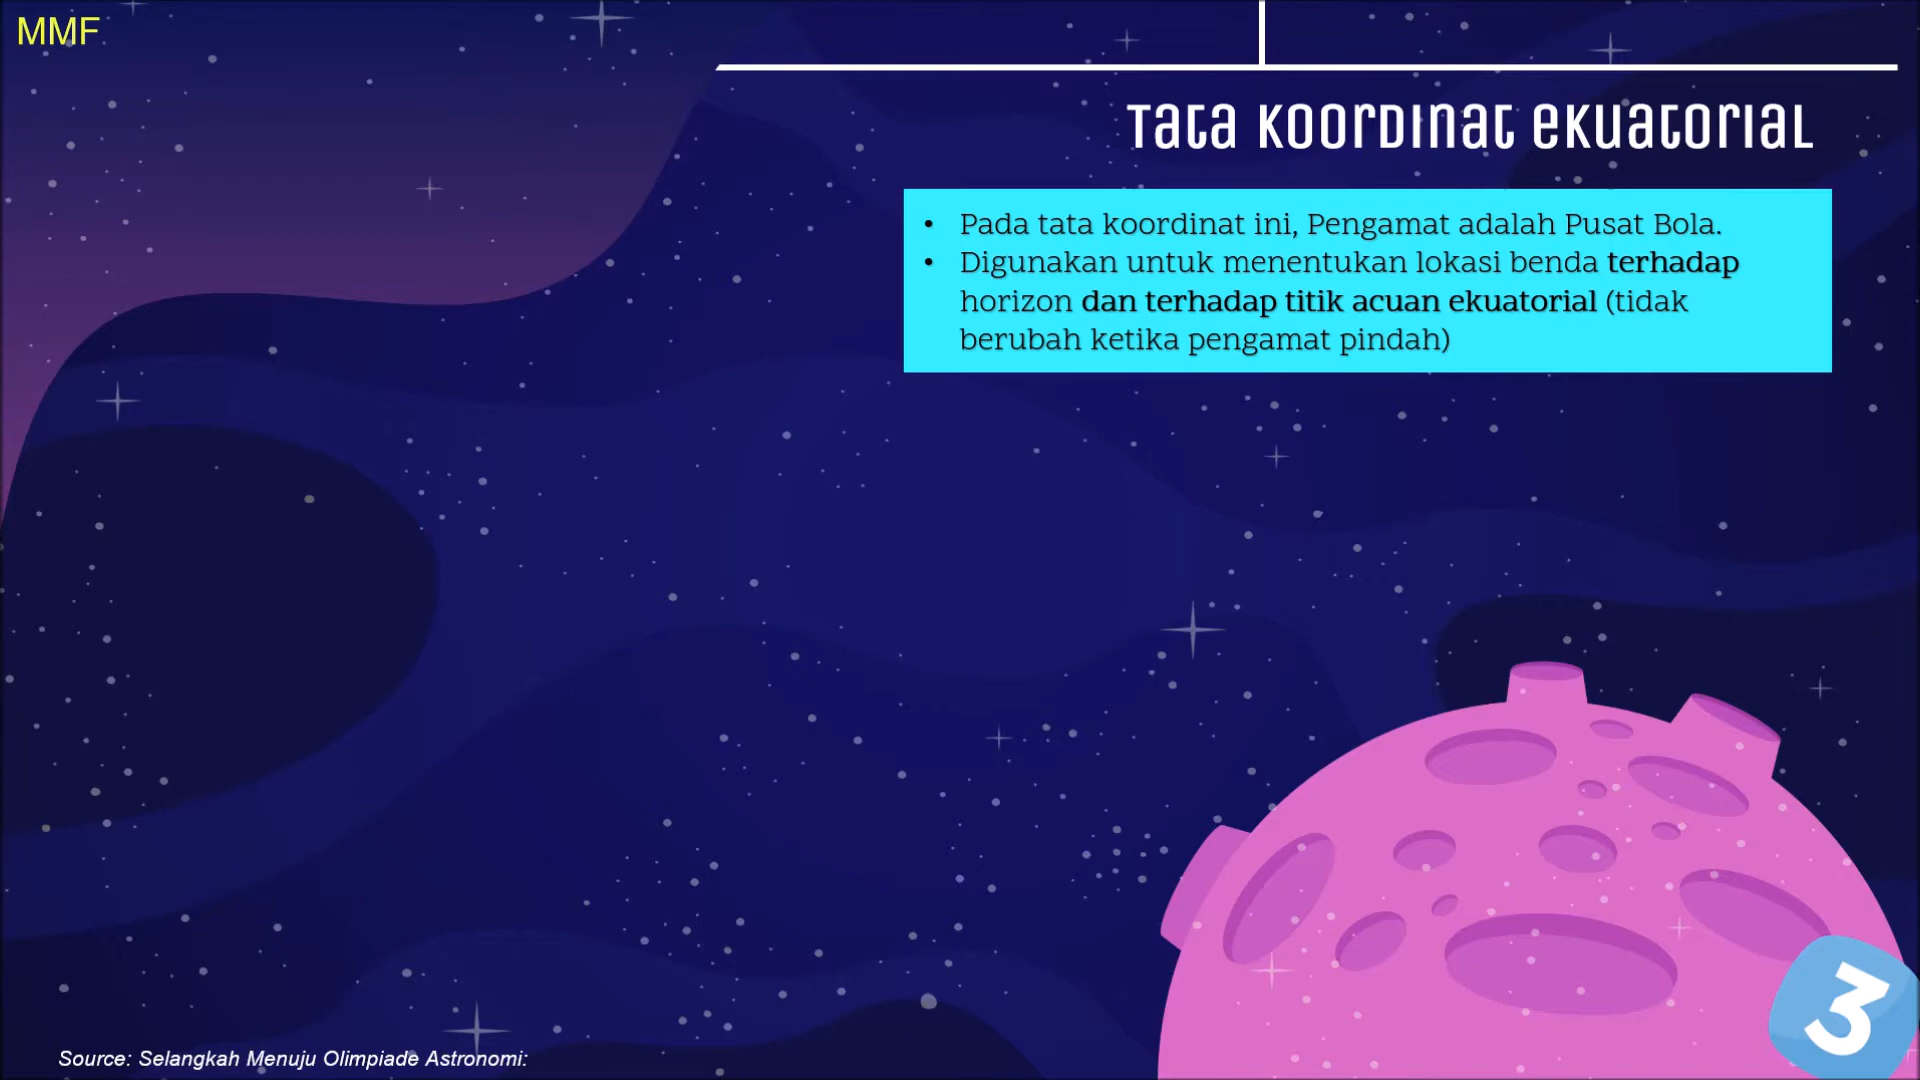 MMF
Tata Koordinat Ekuatorial
• Pada tata koordinat ini, Pengamat adalah Pusat Bola.
• Digunakan untuk menentukan lokasi benda terhadap
horizon dan terhadap titik acuan ekuatorial (tidak
berubah ketika pengamat pindah)
3
Source: Selangkah Menuju Olimpiade Astronomi: